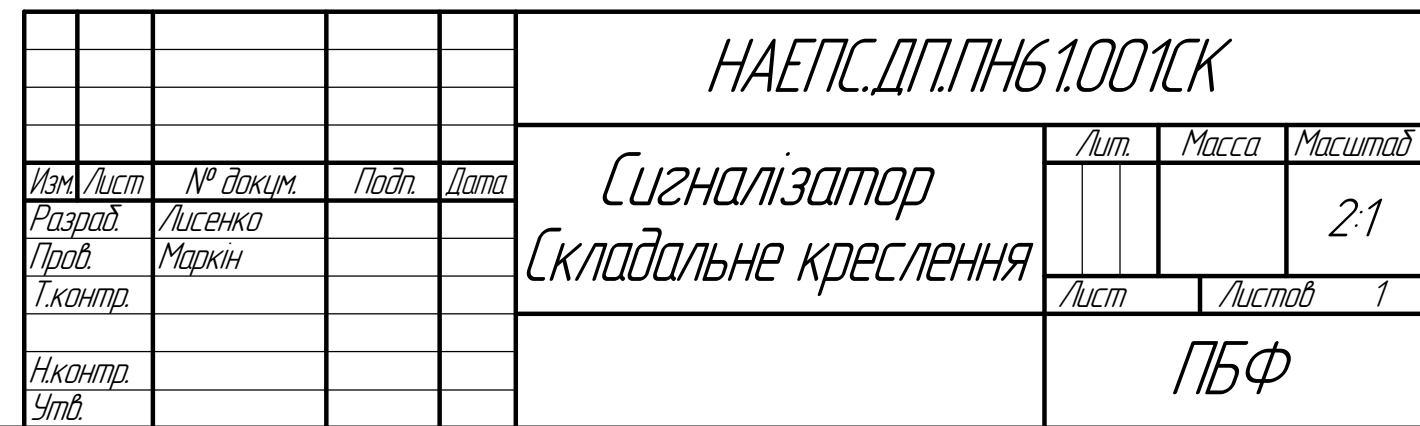 НАЕПС.ДП.ПН61.001СК
Изм. Лист № докум. Подп. Дата
Разраб. Лисенко
Пров. Маркін
Т.контр.
Н.контр.
Утв.
Сигналізатор
Складальне креслення
Лит. Масса Масштаб
2:1
Лист Листов 1
ПБФ